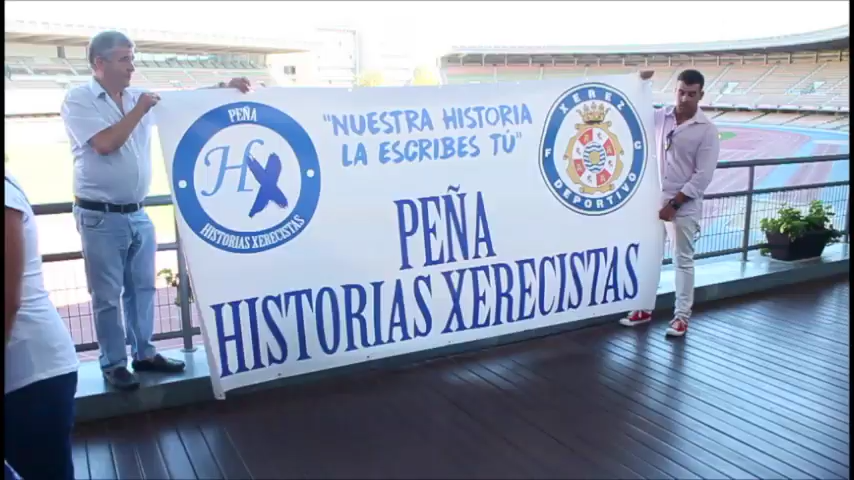 PEÑA
Hx
HISTORIAS XERECISTAS
"NUESTRA HISTORIA
LA ESCRIBES TÚ"
XEREZ
F C
DEPORTIVO
PEÑA
HISTORIAS XERECISTAS